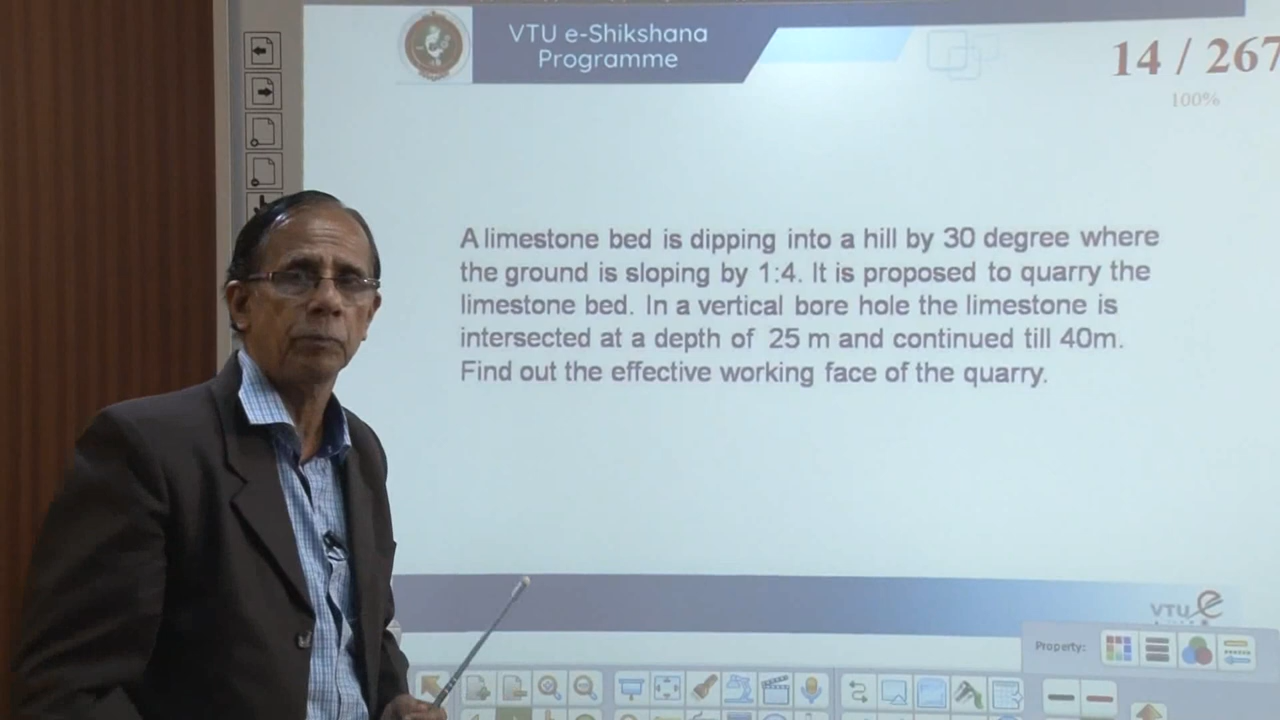 VTU e-Shikshana
Programme
14 / 267
100%
A limestone bed is dipping into a hill by 30 degree where
the ground is sloping by 1:4. It is proposed to quarry the
limestone bed. In a vertical bore hole the limestone is
intersected at a depth of 25 m and continued till 40m.
Find out the effective working face of the quarry.
VTU e
Property: